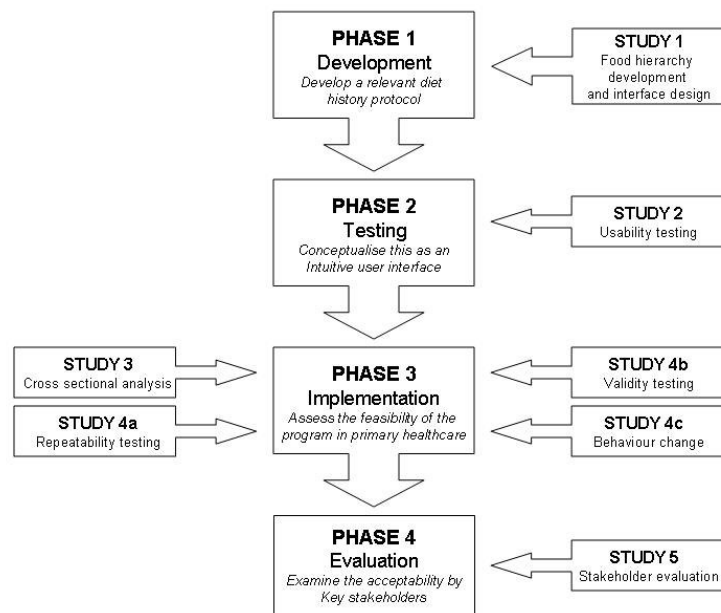 PHASE 1
Development
Develop a relevant diet
history protocol
STUDY 1
Food hierarchy
development
and interface design
PHASE 2
Testing
Conceptualise this as an
Intuitive user interface
STUDY 2
Usability testing
STUDY 3
Cross sectional analysis
STUDY 4a
Repeatability testing
PHASE 3
Implementation
Assess the feasibility of the
program in primary healthcare
STUDY 4b
Validity testing
STUDY 4c
Behaviour change
PHASE 4
Evaluation
Examine the acceptability by
Key stakeholders
STUDY 5
Stakeholder evaluation